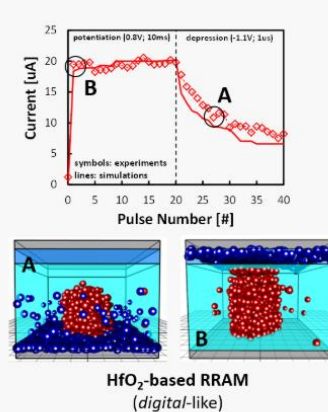 potentiation (0.8V; 10ms) depression (-1.1V; 1us)
25
20
15
10
5
0
Current [uA]
B
A
symbols: experiments
lines: simulations
0 5 10 15 20 25 30 35 40
Pulse Number [#]
A
B
HfO₂-based RRAM
(digital-like)